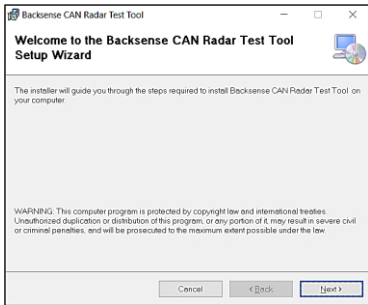 Backsense CAN Radar Test Tool
Welcome to the Backsense CAN Radar Test Tool
Setup Wizard
The installer will guide you through the steps required to install Backsense CAN Radar Test Tool on
your computer.
WARNING: This computer program is protected by copyright law and international treaties.
Unauthorized duplication or distribution of this program, or any portion of it, may result in severe civil
or criminal penalties, and will be prosecuted to the maximum extent possible under the law.
Cancel < Back Next >